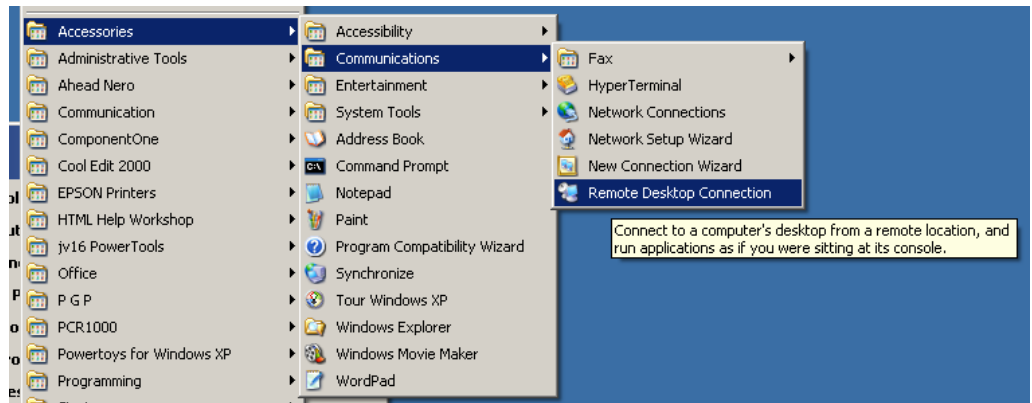 Accessories
Administrative Tools
Ahead Nero
Communication
ComponentOne
Cool Edit 2000
EPSON Printers
HTML Help Workshop
jv16 PowerTools
Office
P G P
PCR1000
Powertoys for Windows XP
Programming
Accessibility
Communications
Entertainment
System Tools
Address Book
Command Prompt
Notepad
Paint
Program Compatibility Wizard
Synchronize
Tour Windows XP
Windows Explorer
Windows Movie Maker
WordPad
Fax
HyperTerminal
Network Connections
Network Setup Wizard
New Connection Wizard
Remote Desktop Connection
Connect to a computer's desktop from a remote location, and
run applications as if you were sitting at its console.